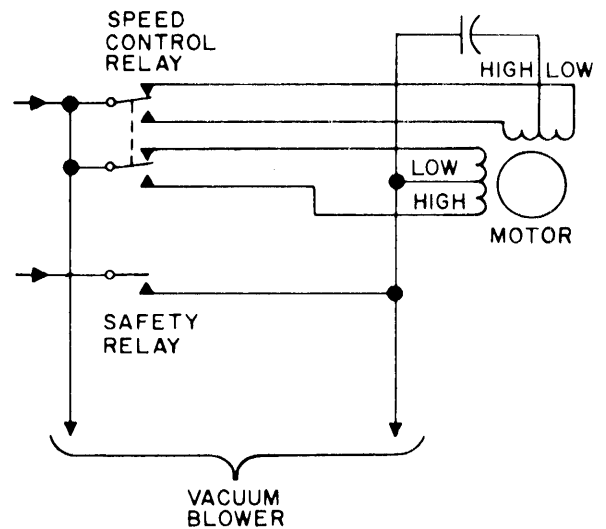 SPEED
CONTROL
RELAY
HIGH LOW
LOW
HIGH
MOTOR
SAFETY
RELAY
VACUUM
BLOWER